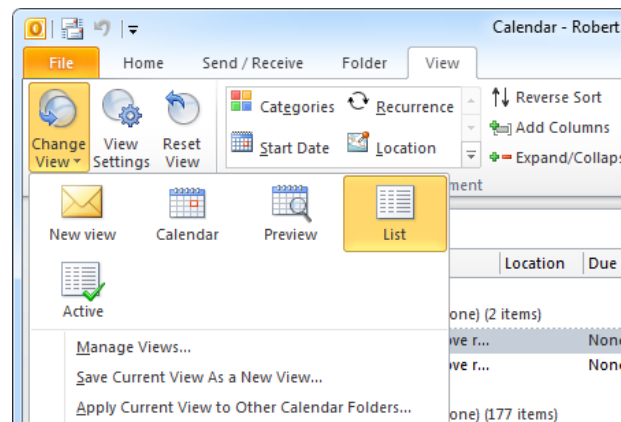 Calendar - Robert
File Home Send / Receive Folder View
Change View
View Settings
Reset View
Categories
Recurrence
Start Date
Location
Reverse Sort
Add Columns
Expand/Collaps
ment
New view
Calendar
Preview
List
Active
Manage Views...
Save Current View As a New View...
Apply Current View to Other Calendar Folders...
Location Due
one) (2 items)
ove r... None
ove r... None
one) (177 items)